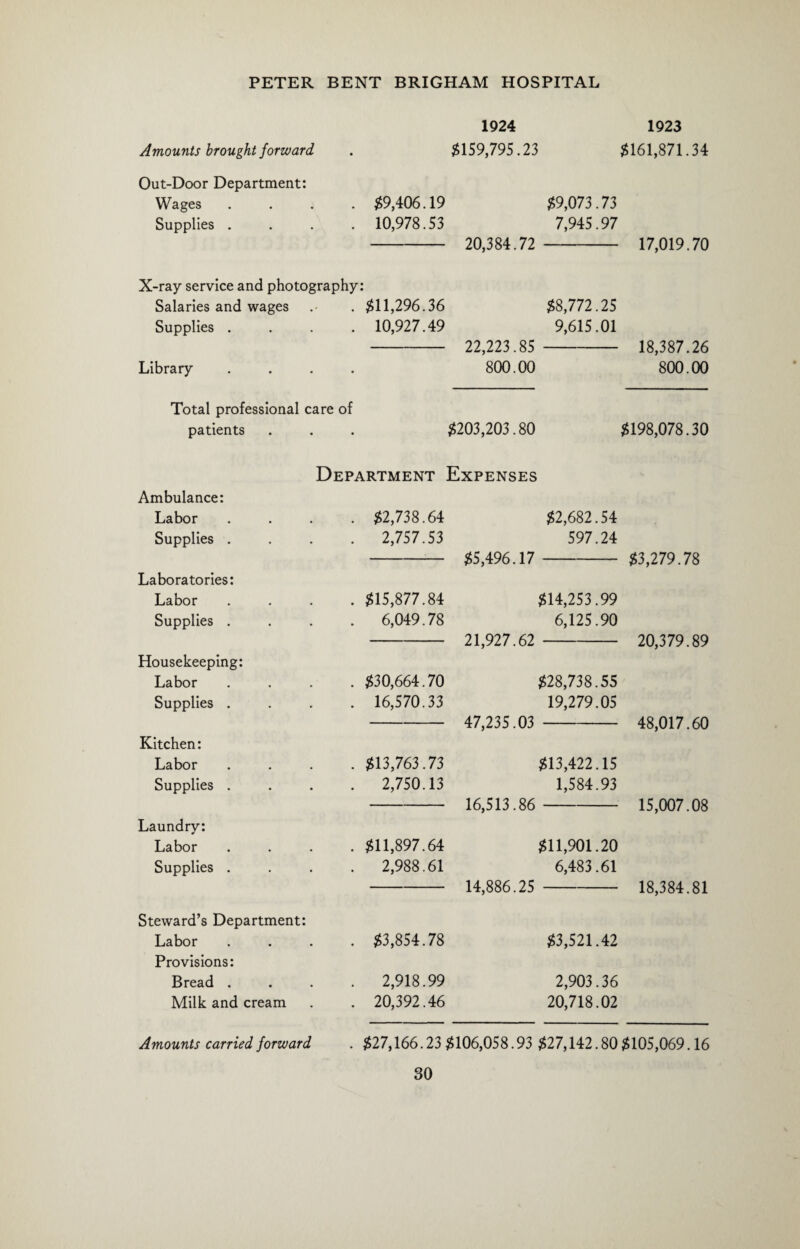 PETER BENT BRIGHAM HOSPITAL
1924 1923
Amounts brought forward . $159,795.23 $161,871.34
Out-Door Department:
Wages . . . . $9,406.19 $9,073.73
Supplies . . . . 10,978.53 7,945.97
20,384.72 17,019.70
X-ray service and photography:
Salaries and wages . . $11,296.36 $8,772.25
Supplies . . . . 10,927.49 9,615.01
22,223.85 18,387.26
Library . . . . 800.00 800.00
Total professional care of
patients . . . $203,203.80 $198,078.30
Department Expenses
Ambulance:
Labor . . . . $2,738.64 $2,682.54
Supplies . . . . 2,757.53 597.24
$5,496.17 $3,279.78
Laboratories:
Labor . . . . $15,877.84 $14,253.99
Supplies . . . . 6,049.78 6,125.90
21,927.62 20,379.89
Housekeeping:
Labor . . . . $30,664.70 $28,738.55
Supplies . . . . 16,570.33 19,279.05
47,235.03 48,017.60
Kitchen:
Labor . . . . $13,763.73 $13,422.15
Supplies . . . . 2,750.13 1,584.93
16,513.86 15,007.08
Laundry:
Labor . . . . $11,897.64 $11,901.20
Supplies . . . . 2,988.61 6,483.61
14,886.25 18,384.81
Steward's Department:
Labor . . . . $3,854.78 $3,521.42
Provisions:
Bread . . . . 2,918.99 2,903.36
Milk and cream . . 20,392.46 20,718.02
Amounts carried forward . $27,166.23 $106,058.93 $27,142.80 $105,069.16
30